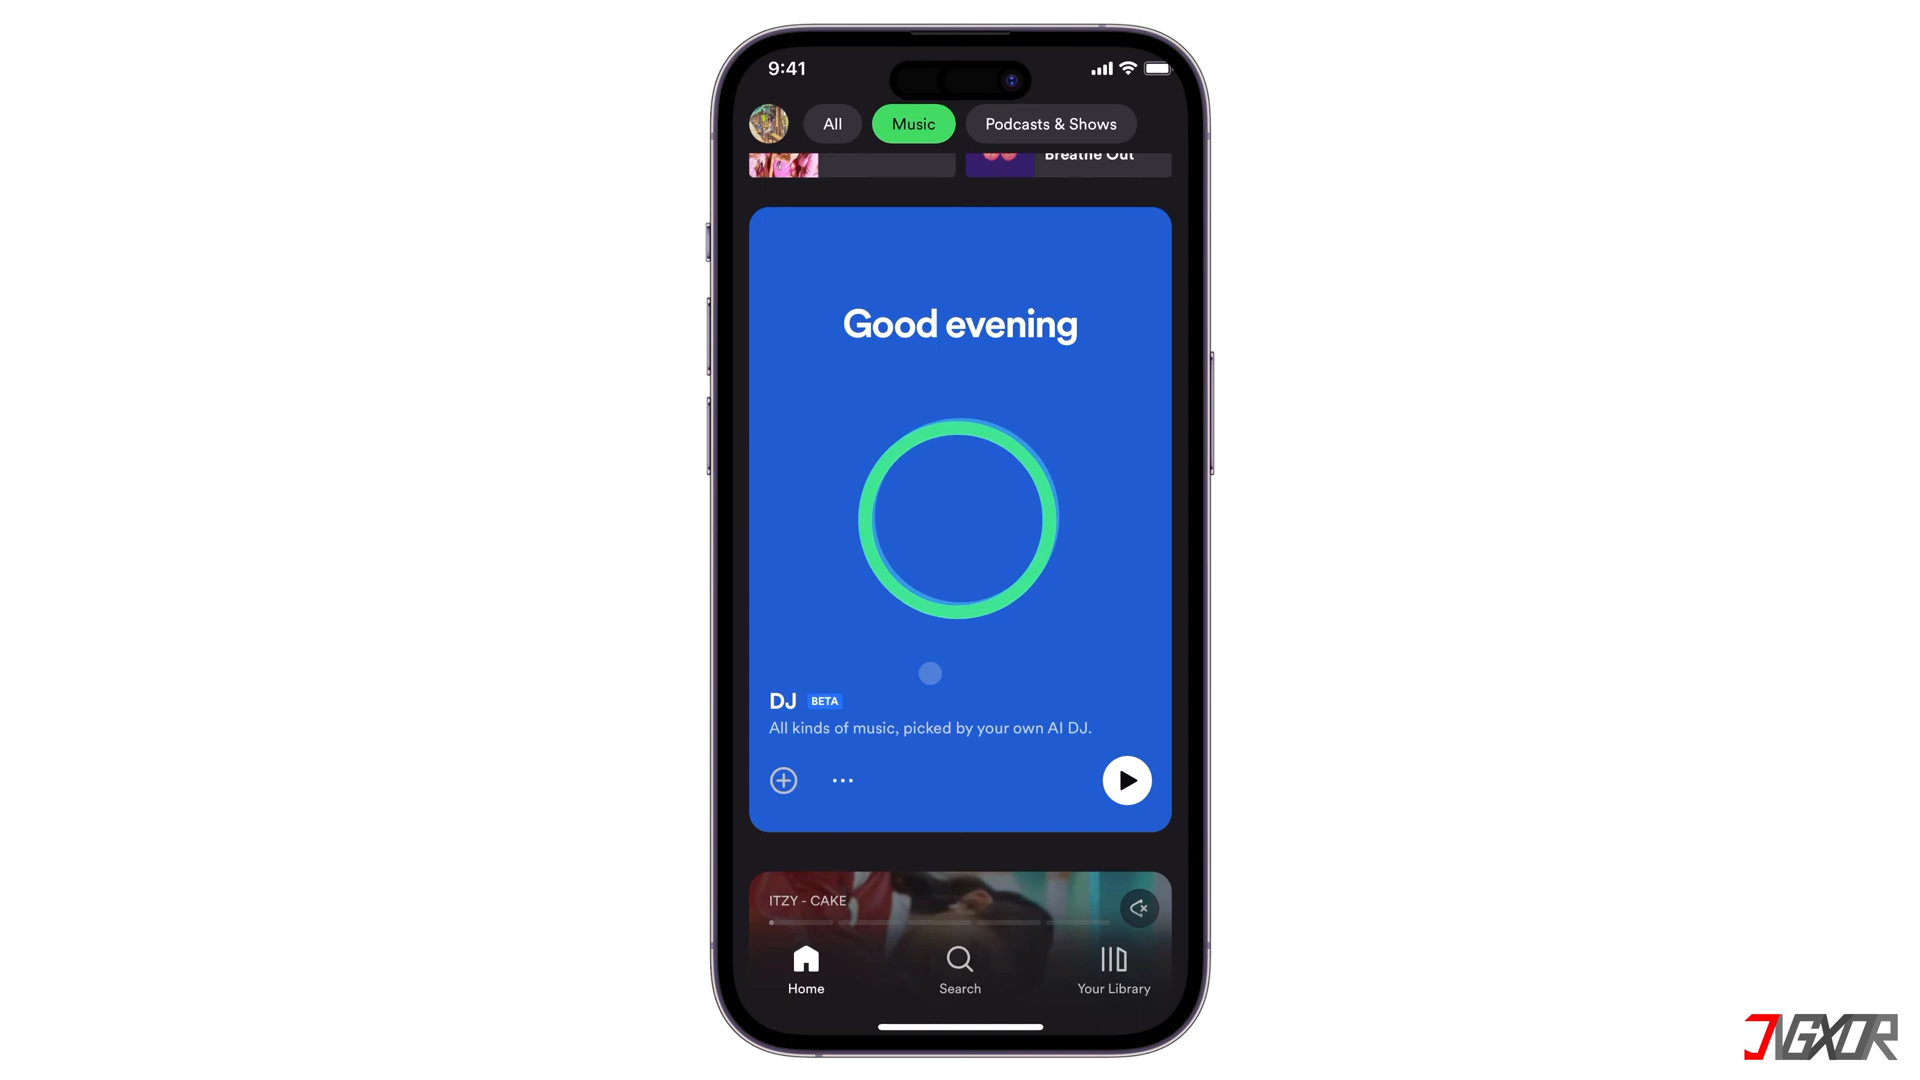 9:41
All
Music
Podcasts & Shows
Breathe Out
Good evening
DJ BETA
All kinds of music, picked by your own AI DJ.
ITZY - CAKE
Home
Search
Your Library
JVGXOR